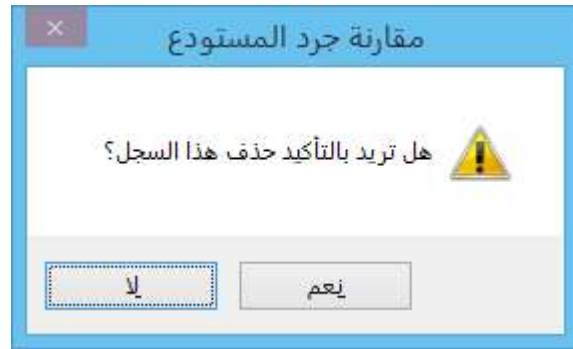 مقارنة جرد المستودع
هل تريد بالتأكيد حذف هذا السجل؟
نعم
لا